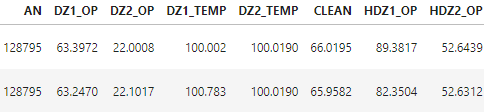 AN DZ1_OP DZ2_OP DZ1_TEMP DZ2_TEMP CLEAN HDZ1_OP HDZ2_OP
128795 63.3972 22.0008 100.002 100.0190 66.0195 89.3817 52.6439
128795 63.2470 22.1017 100.783 100.0190 65.9582 82.3504 52.6312